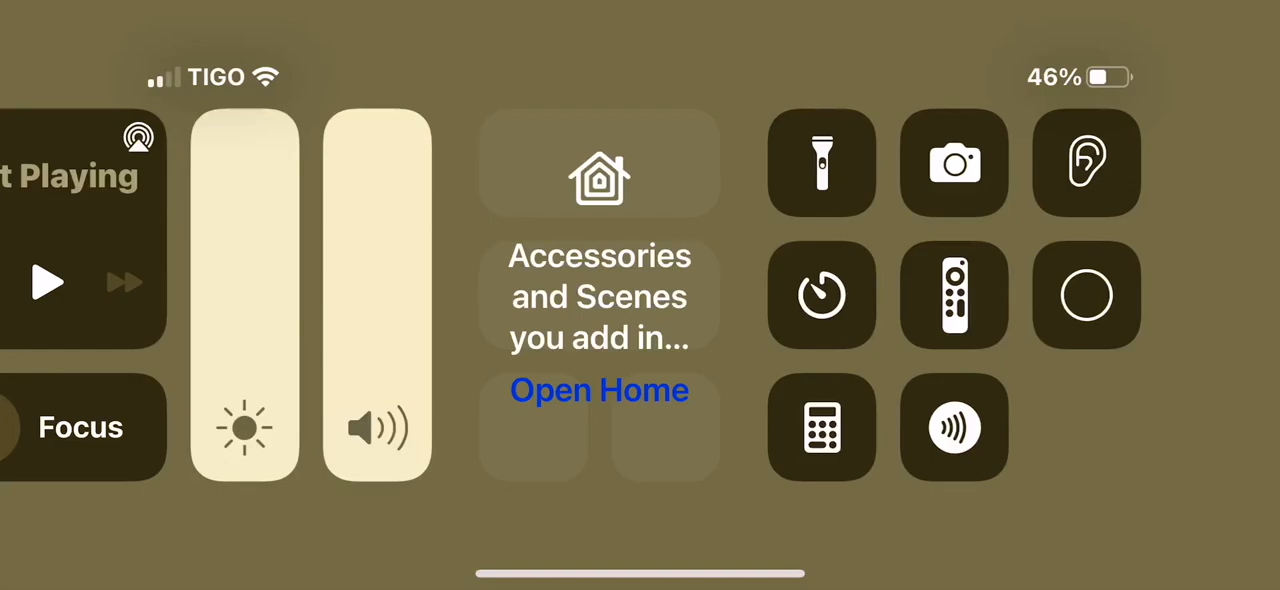 TIGO
46%
t Playing
Accessories
and Scenes
you add in...
Open Home
Focus